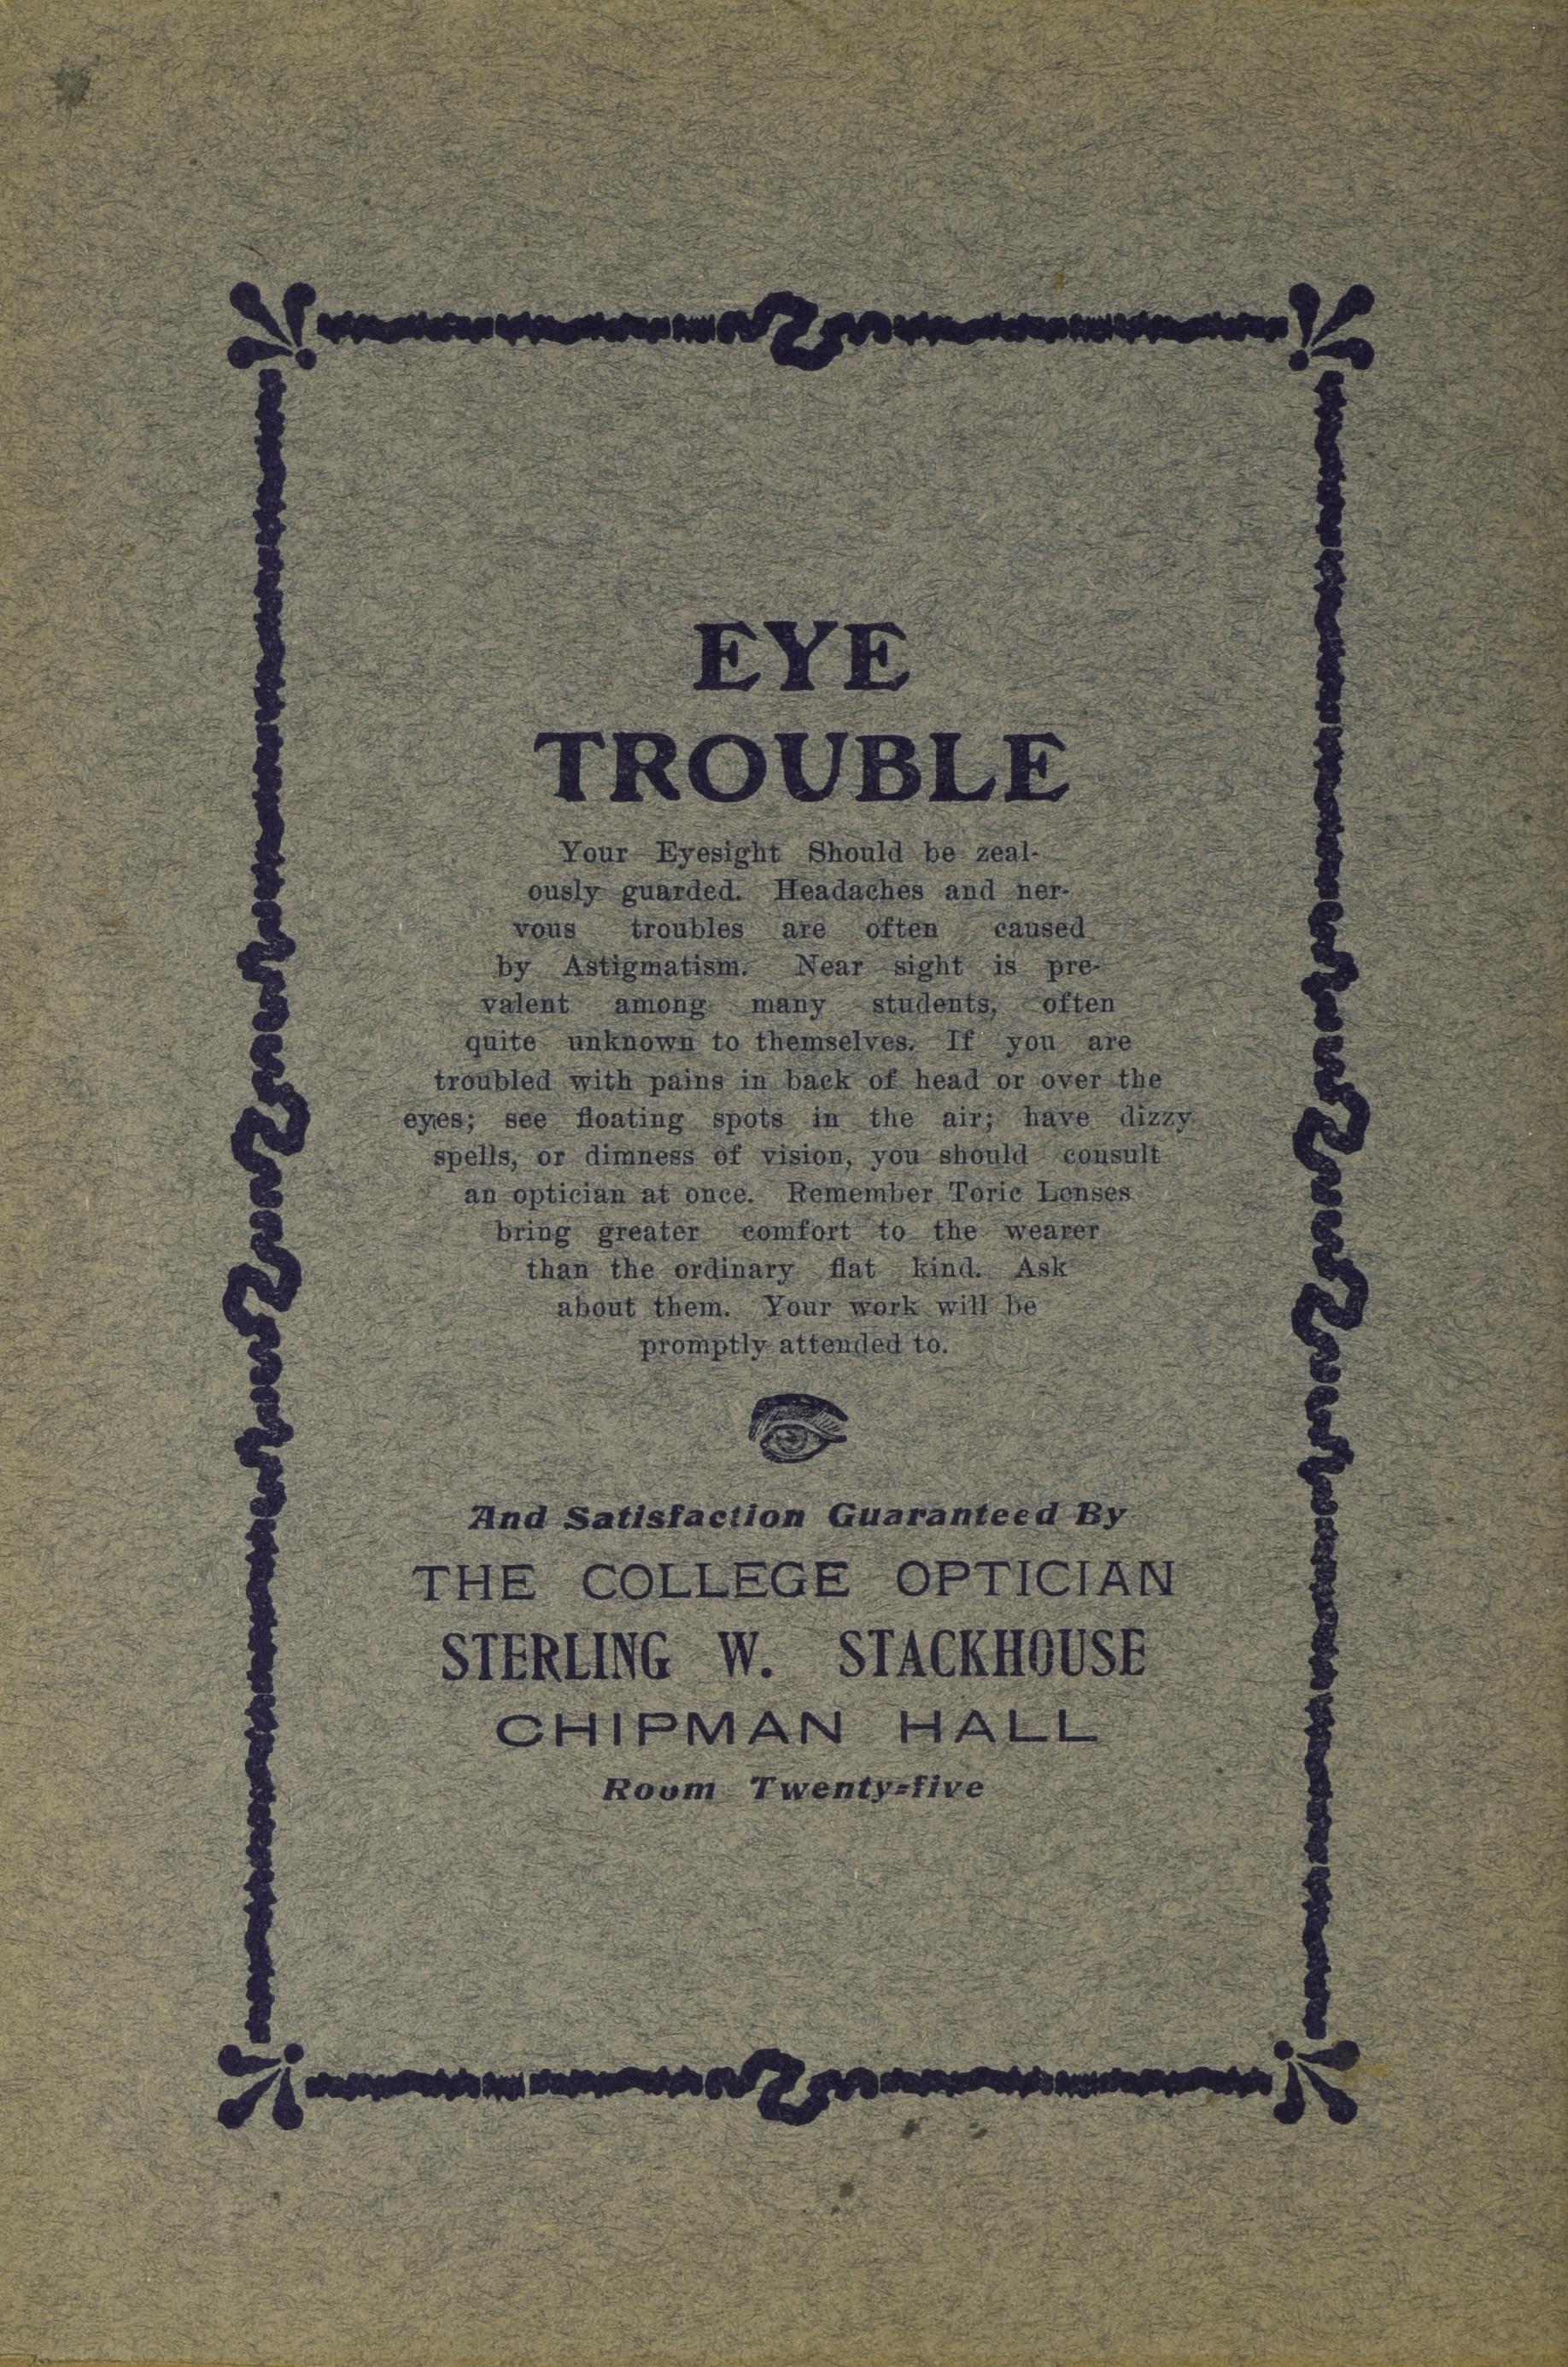 EYE
TROUBLE
Your Eyesight Should be zeal-
ously guarded. Headaches and ner-
vous troubles are often caused
by Astigmatism. Near sight is pre-
valent among many students, often
quite unknown to themselves. If you are
troubled with pains in back of head or over the
eyes; see floating spots in the air; have dizzy
spells, or dimness of vision, you should consult
an optician at once. Remember Toric Lenses
bring greater comfort to the wearer
than the ordinary flat kind. Ask
about them. Your work will be
promptly attended to.
And Satisfaction Guaranteed By
THE COLLEGE OPTICIAN
STERLING W. STACKHOUSE
CHIPMAN HALL
Room Twenty-five